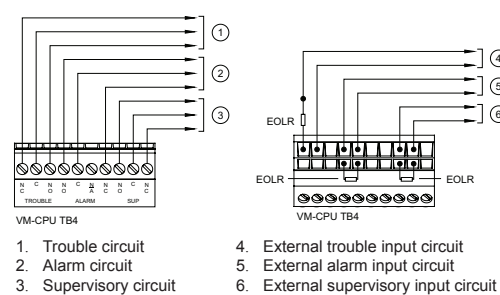 1
2
3
4
5
6
EOLR
EOLR
EOLR
N C N N C N N N C N
C O O A C O C
TROUBLE ALARM SUP
VM-CPU TB4
VM-CPU TB4
1. Trouble circuit
2. Alarm circuit
3. Supervisory circuit
4. External trouble input circuit
5. External alarm input circuit
6. External supervisory input circuit